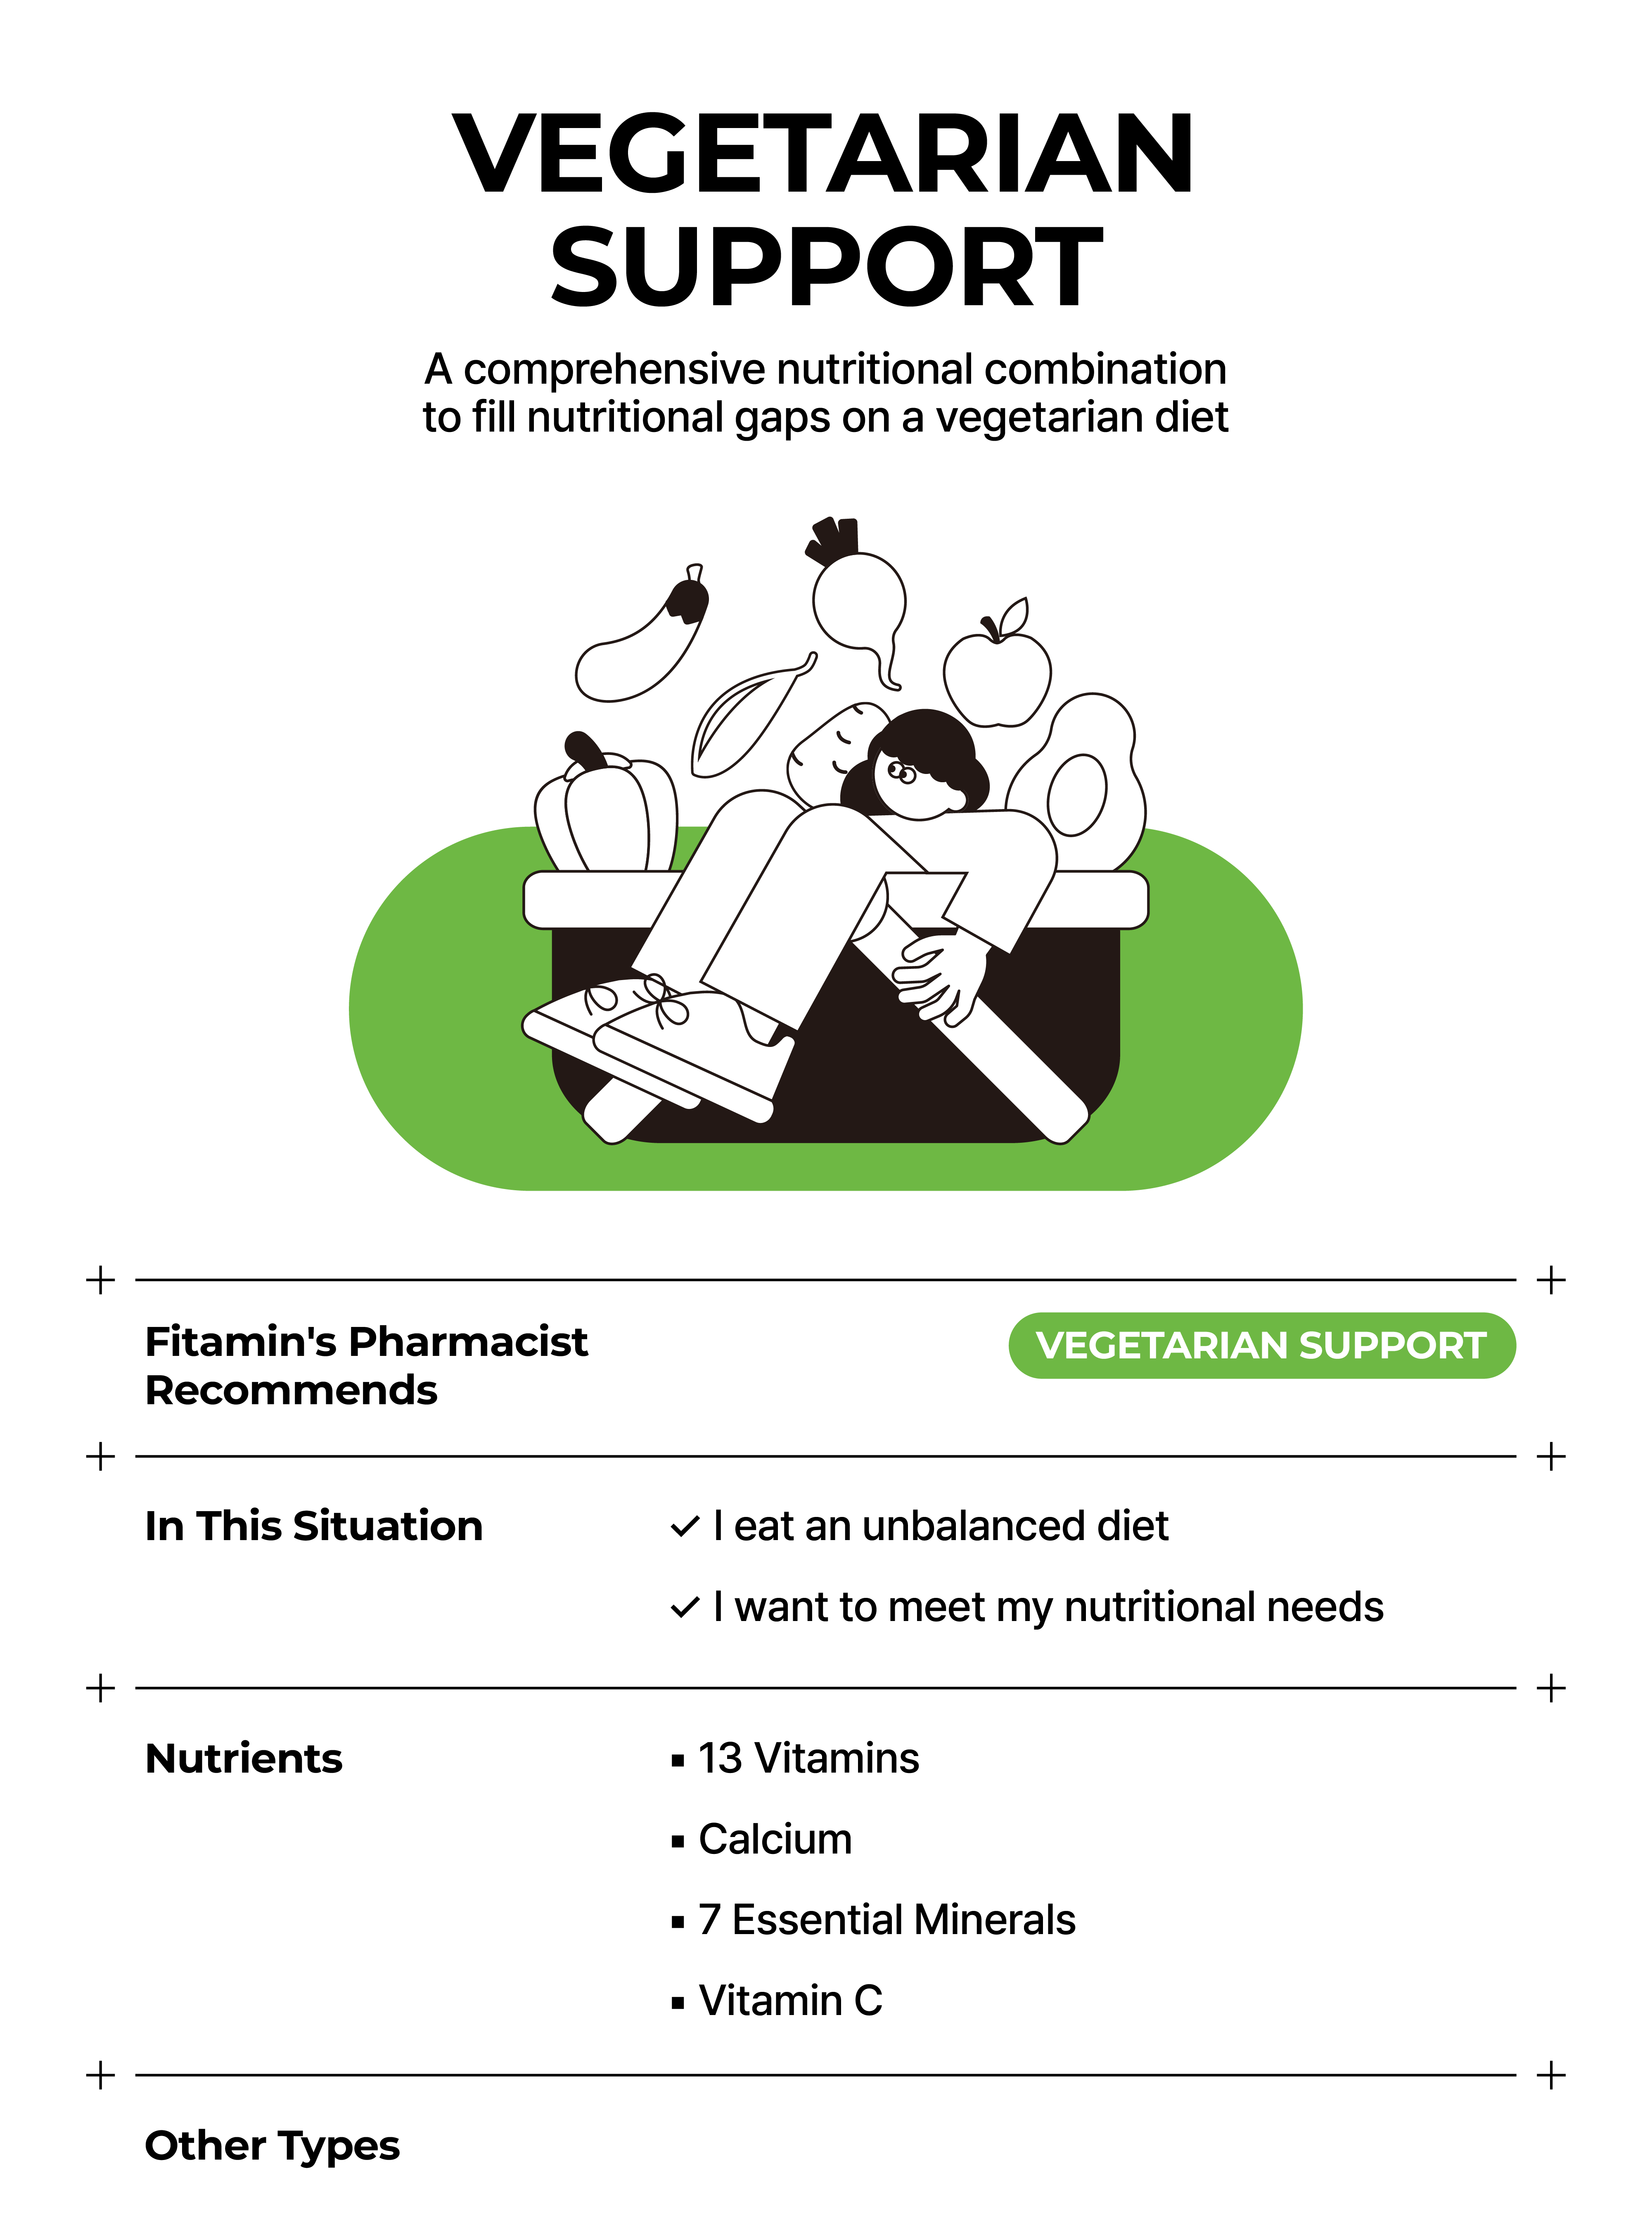 VEGETARIAN
SUPPORT
A comprehensive nutritional combination
to fill nutritional gaps on a vegetarian diet
Fitamin's Pharmacist
Recommends
VEGETARIAN SUPPORT
In This Situation
I eat an unbalanced diet
I want to meet my nutritional needs
Nutrients
▪ 13 Vitamins
▪ Calcium
▪ 7 Essential Minerals
▪ Vitamin C
Other Types